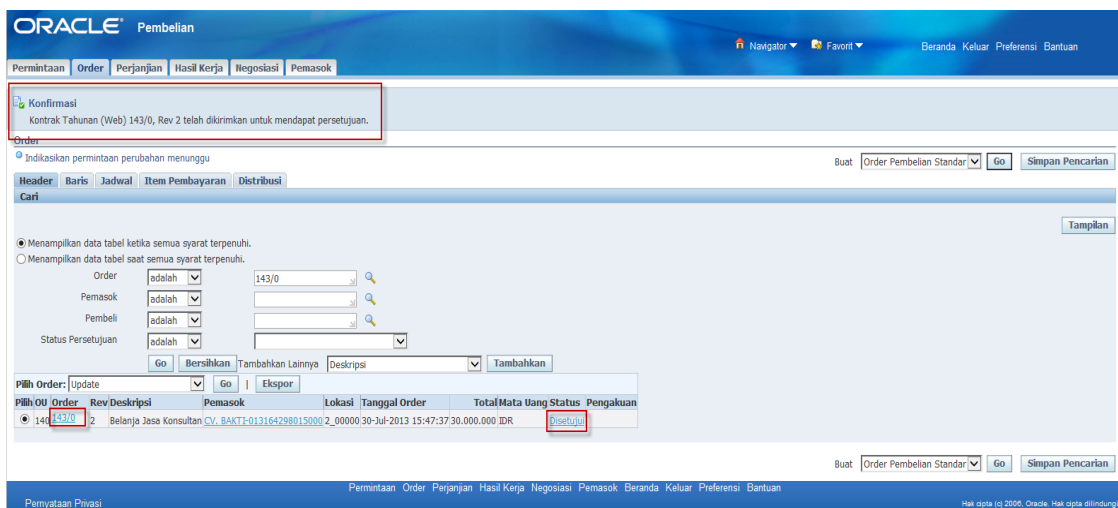 ORACLE Pembelian
Navigator Favorit Beranda Keluar Preferensi Bantuan
Permintaan Order Perjanjian Hasil Kerja Negosiasi Pemasok
Konfirmasi
Kontrak Tahunan (Web) 143/0, Rev 2 telah dikirimkan untuk mendapat persetujuan.
Order
Indikasikan permintaan perubahan menunggu
Buat Order Pembelian Standar Go Simpan Pencarian
Header Baris Jadwal Item Pembayaran Distribusi
Cari
Tampilan
Menampilkan data tabel ketika semua syarat terpenuhi.
Menampilkan data tabel saat semua syarat terpenuhi.
Order adalah 143/0
Pemasok adalah
Pembeli adalah
Status Persetujuan adalah
Go Bersihkan Tambahkan Lainnya Deskripsi Tambahkan
Pilih Order: Update Go | Ekspor
Pilih OU Order Rev Deskripsi Pemasok Lokasi Tanggal Order Total Mata Uang Status Pengakuan
140 143/0 2 Belanja Jasa Konsultan CV. BAKTI-013164298015000 2_00000 30-Jul-2013 15:47:37 30.000.000 IDR Disetujui
Buat Order Pembelian Standar Go Simpan Pencarian
Permintaan Order Perjanjian Hasil Kerja Negosiasi Pemasok Beranda Keluar Preferensi Bantuan
Pernyataan Privasi
Hak cipta (c) 2006, Oracle. Hak cipta dilindungi